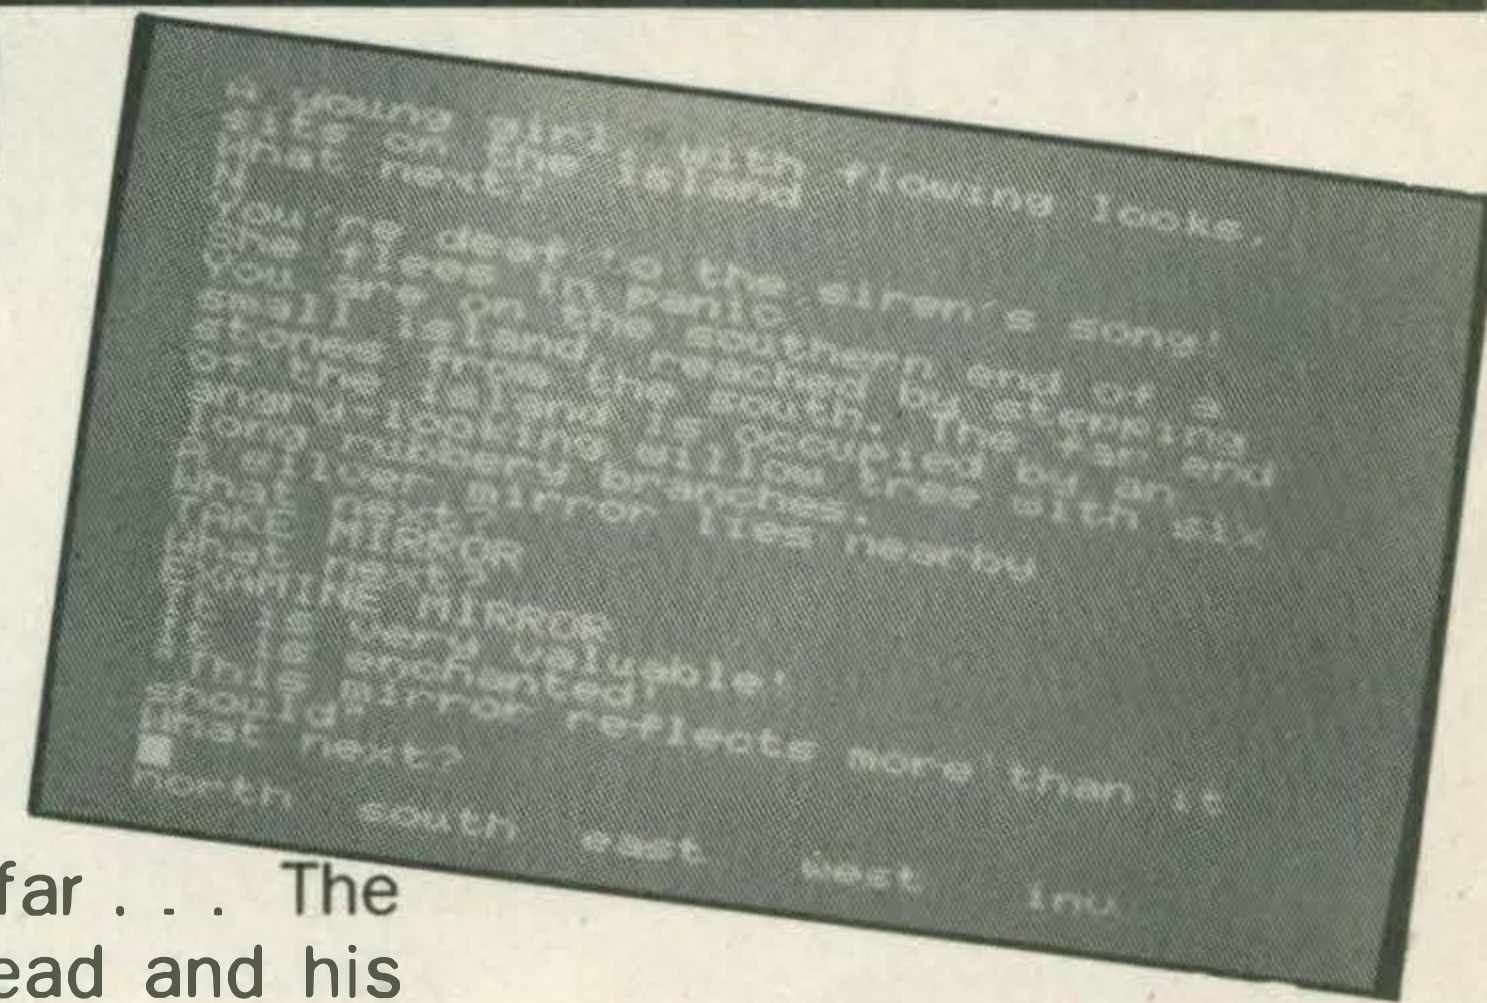 A young girl, with flowing looks,
sits on the island
What next?
N
You're deaf to the siren's song!
She flees in panic
You are on the southern end of a
small island, reached by stepping
stones from the south. The far end
of the island is occupied by an
angry-looking willow tree with six
long rubbery branches.
A silver mirror lies nearby
What next?
TAKE MIRROR
What next?
EXAMINE MIRROR
It is very valuable!
It is enchanted!
"This mirror reflects more than it
should"
What next?
north south east west inv
far . . . The
ead and his